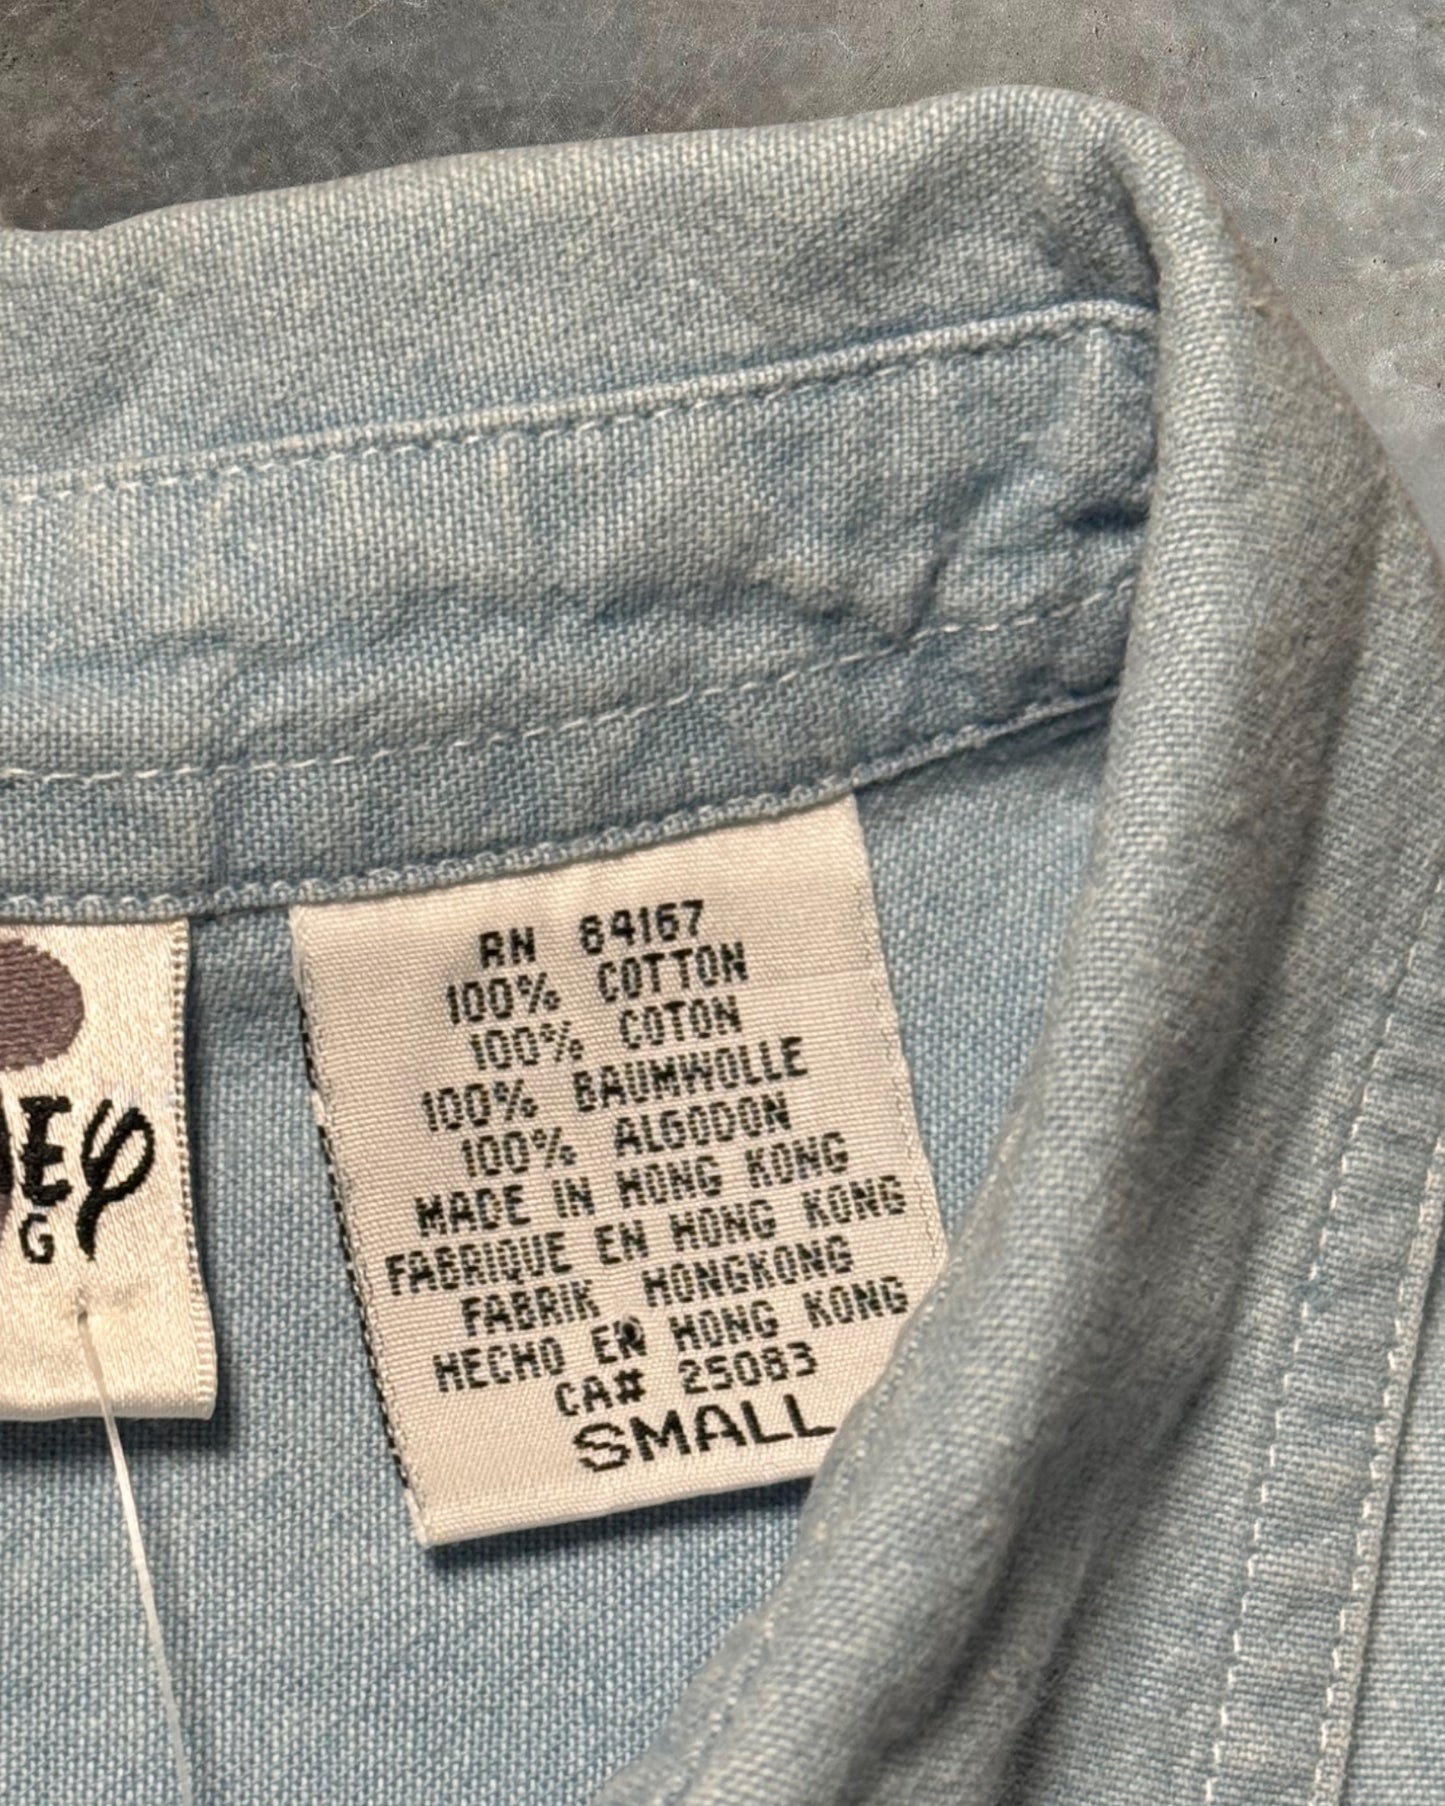 RN 64167
100% COTTON
100% COTON
100% BAUMWOLLE
100% ALGODON
MADE IN HONG KONG
FABRIQUE EN HONG KONG
FABRIK HONGKONG
HECHO EN HONG KONG
CA# 25083
SMALL
NEY
G